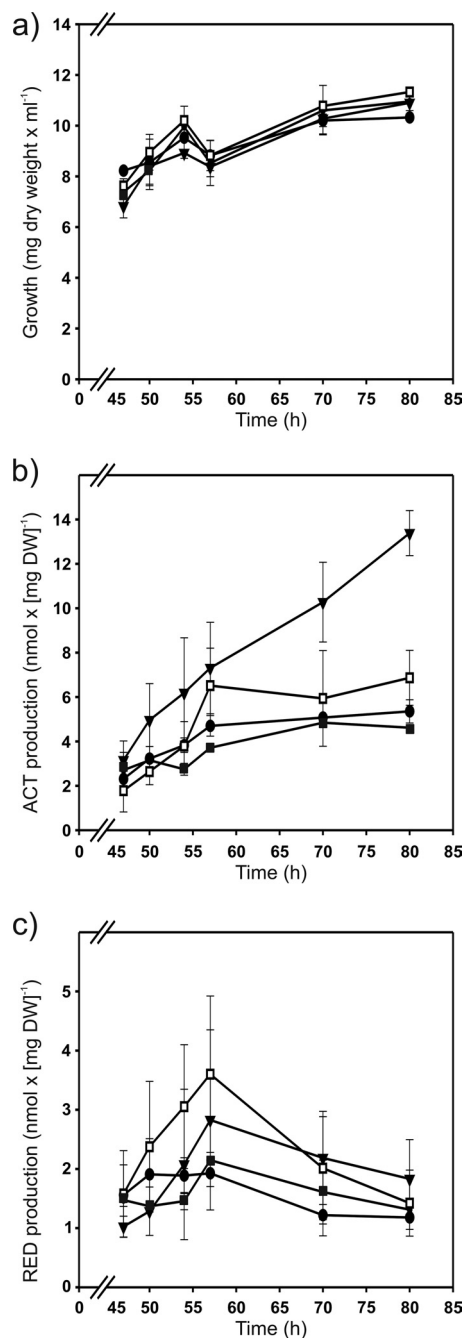 a)
14
12
10
8
6
4
2
0
Growth (mg dry weight x ml⁻¹)
0 45 50 55 60 65 70 75 80 85
Time (h)
b)
14
12
10
8
6
4
2
0
ACT production (nmol x [mg DW]⁻¹)
0 45 50 55 60 65 70 75 80 85
Time (h)
c)
5
4
3
2
1
0
RED production (nmol x [mg DW]⁻¹)
0 45 50 55 60 65 70 75 80 85
Time (h)